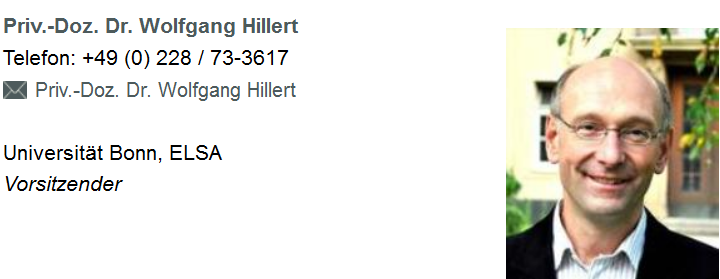 Priv.-Doz. Dr. Wolfgang Hillert
Telefon: +49 (0) 228 / 73-3617
Priv.-Doz. Dr. Wolfgang Hillert
Universität Bonn, ELSA
Vorsitzender